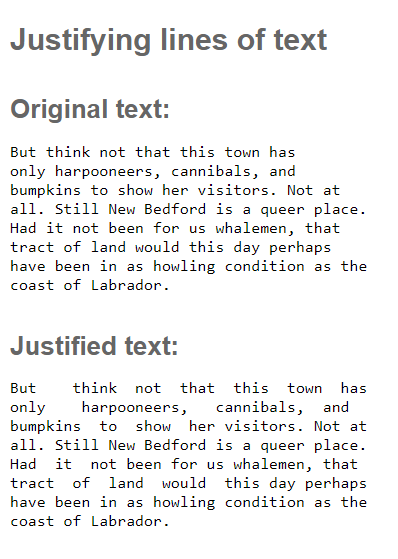 Justifying lines of text
Original text:
But think not that this town has
only harpooneers, cannibals, and
bumpkins to show her visitors. Not at
all. Still New Bedford is a queer place.
Had it not been for us whalemen, that
tract of land would this day perhaps
have been in as howling condition as the
coast of Labrador.
Justified text:
But    think  not  that  this  town  has
only    harpooneers,   cannibals,  and
bumpkins  to  show  her visitors. Not at
all. Still New Bedford is a queer place.
Had  it  not been for us whalemen, that
tract  of  land  would  this day perhaps
have been in as howling condition as the
coast of Labrador.